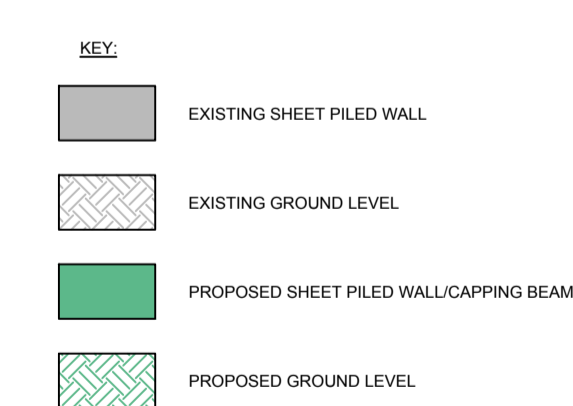 KEY:
EXISTING SHEET PILED WALL
EXISTING GROUND LEVEL
PROPOSED SHEET PILED WALL/CAPPING BEAM
PROPOSED GROUND LEVEL